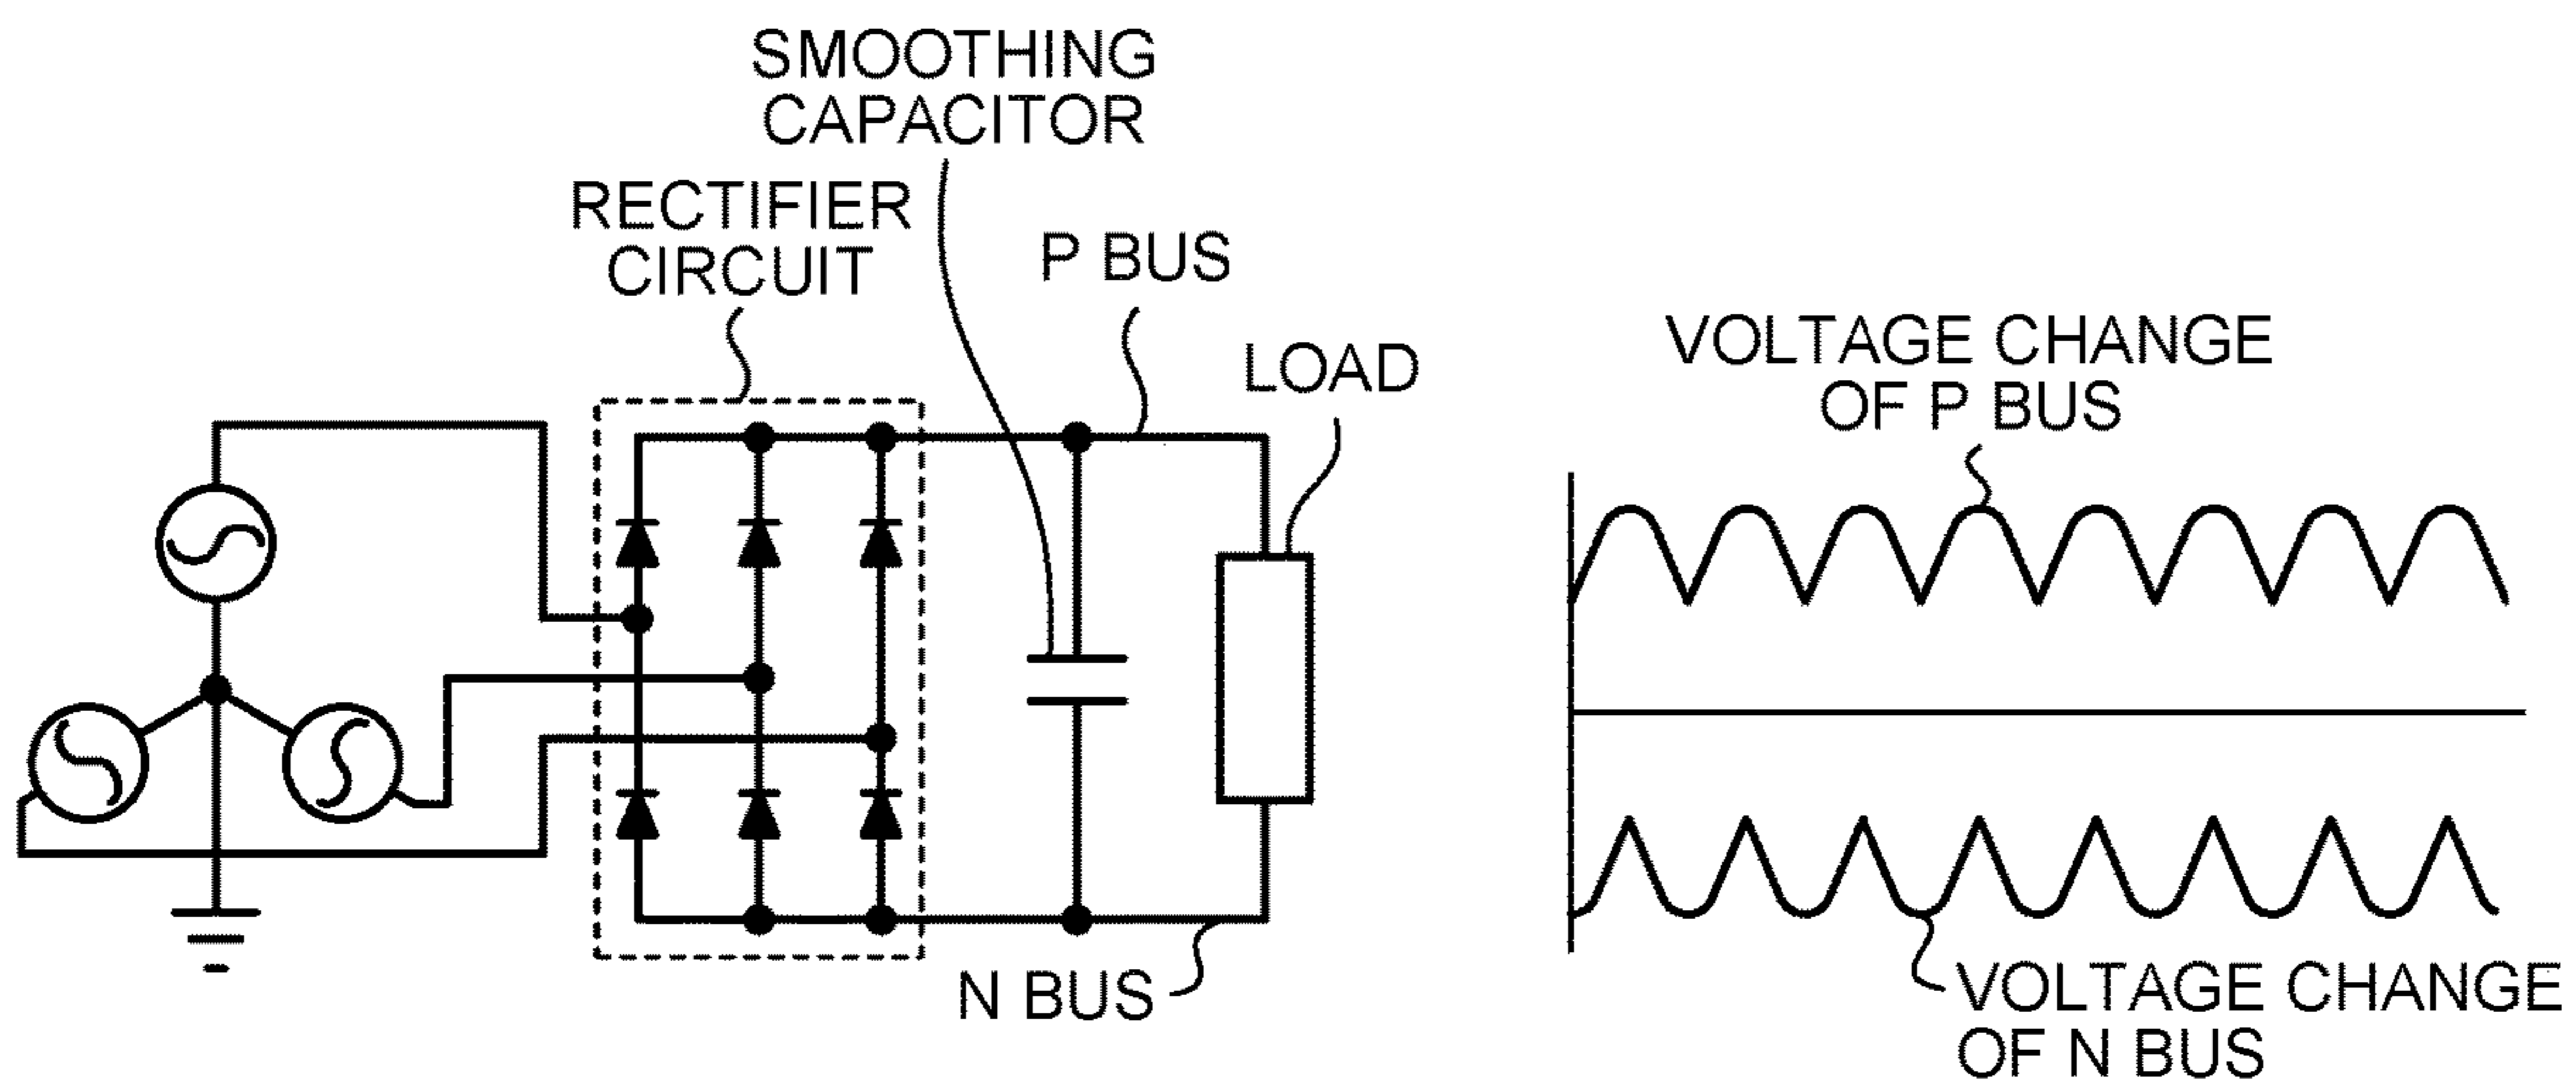 SMOOTHING
CAPACITOR
RECTIFIER
CIRCUIT
P BUS
LOAD
N BUS
VOLTAGE CHANGE
OF P BUS
VOLTAGE CHANGE
OF N BUS